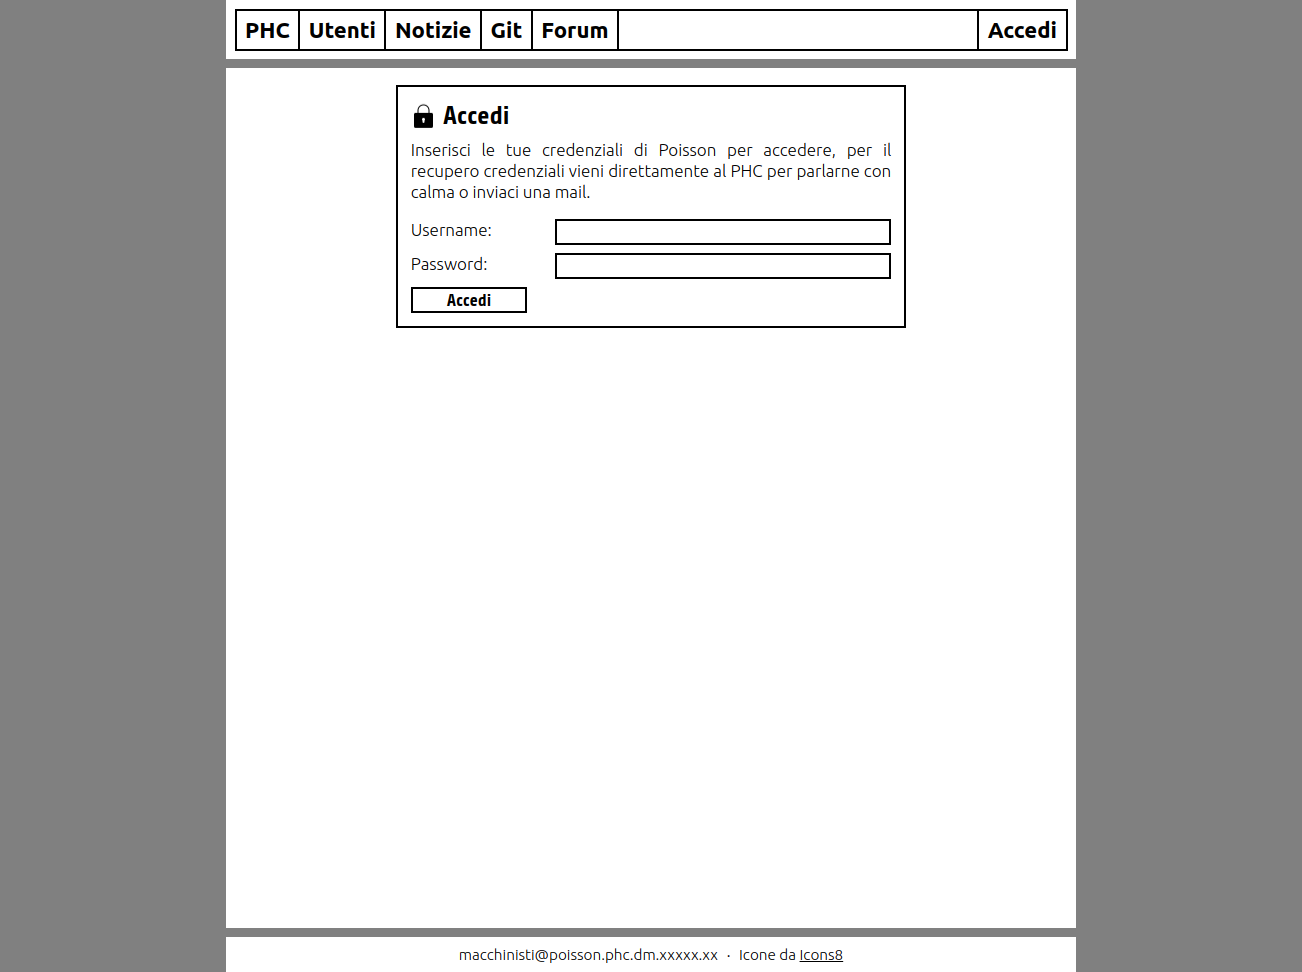 PHC Utenti Notizie Git Forum Accedi
Accedi
Inserisci le tue credenziali di Poisson per accedere, per il
recupero credenziali vieni direttamente al PHC per parlarne con
calma o inviaci una mail.
Username:
Password:
Accedi
macchinisti@poisson.phc.dm.xxxxx.xx · Icone da Icons8